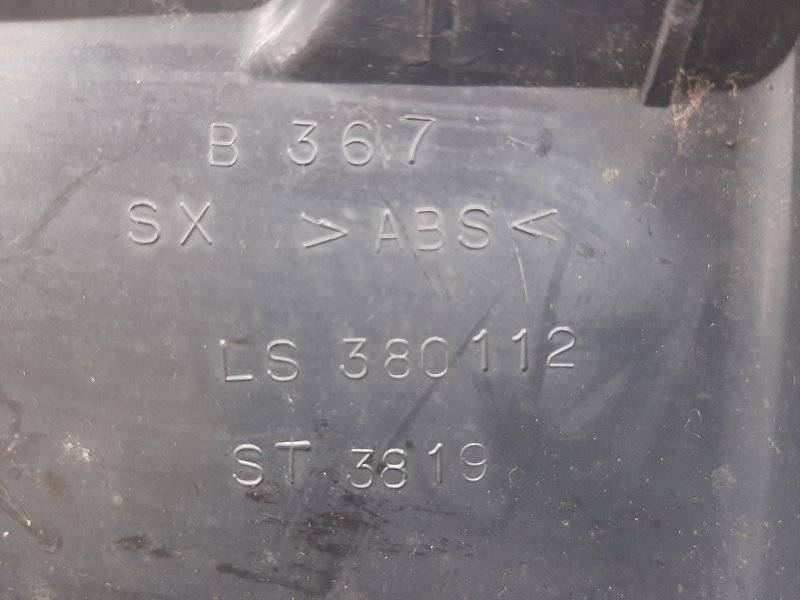 B 367
SX >ABS<
LS 380112
ST 3819